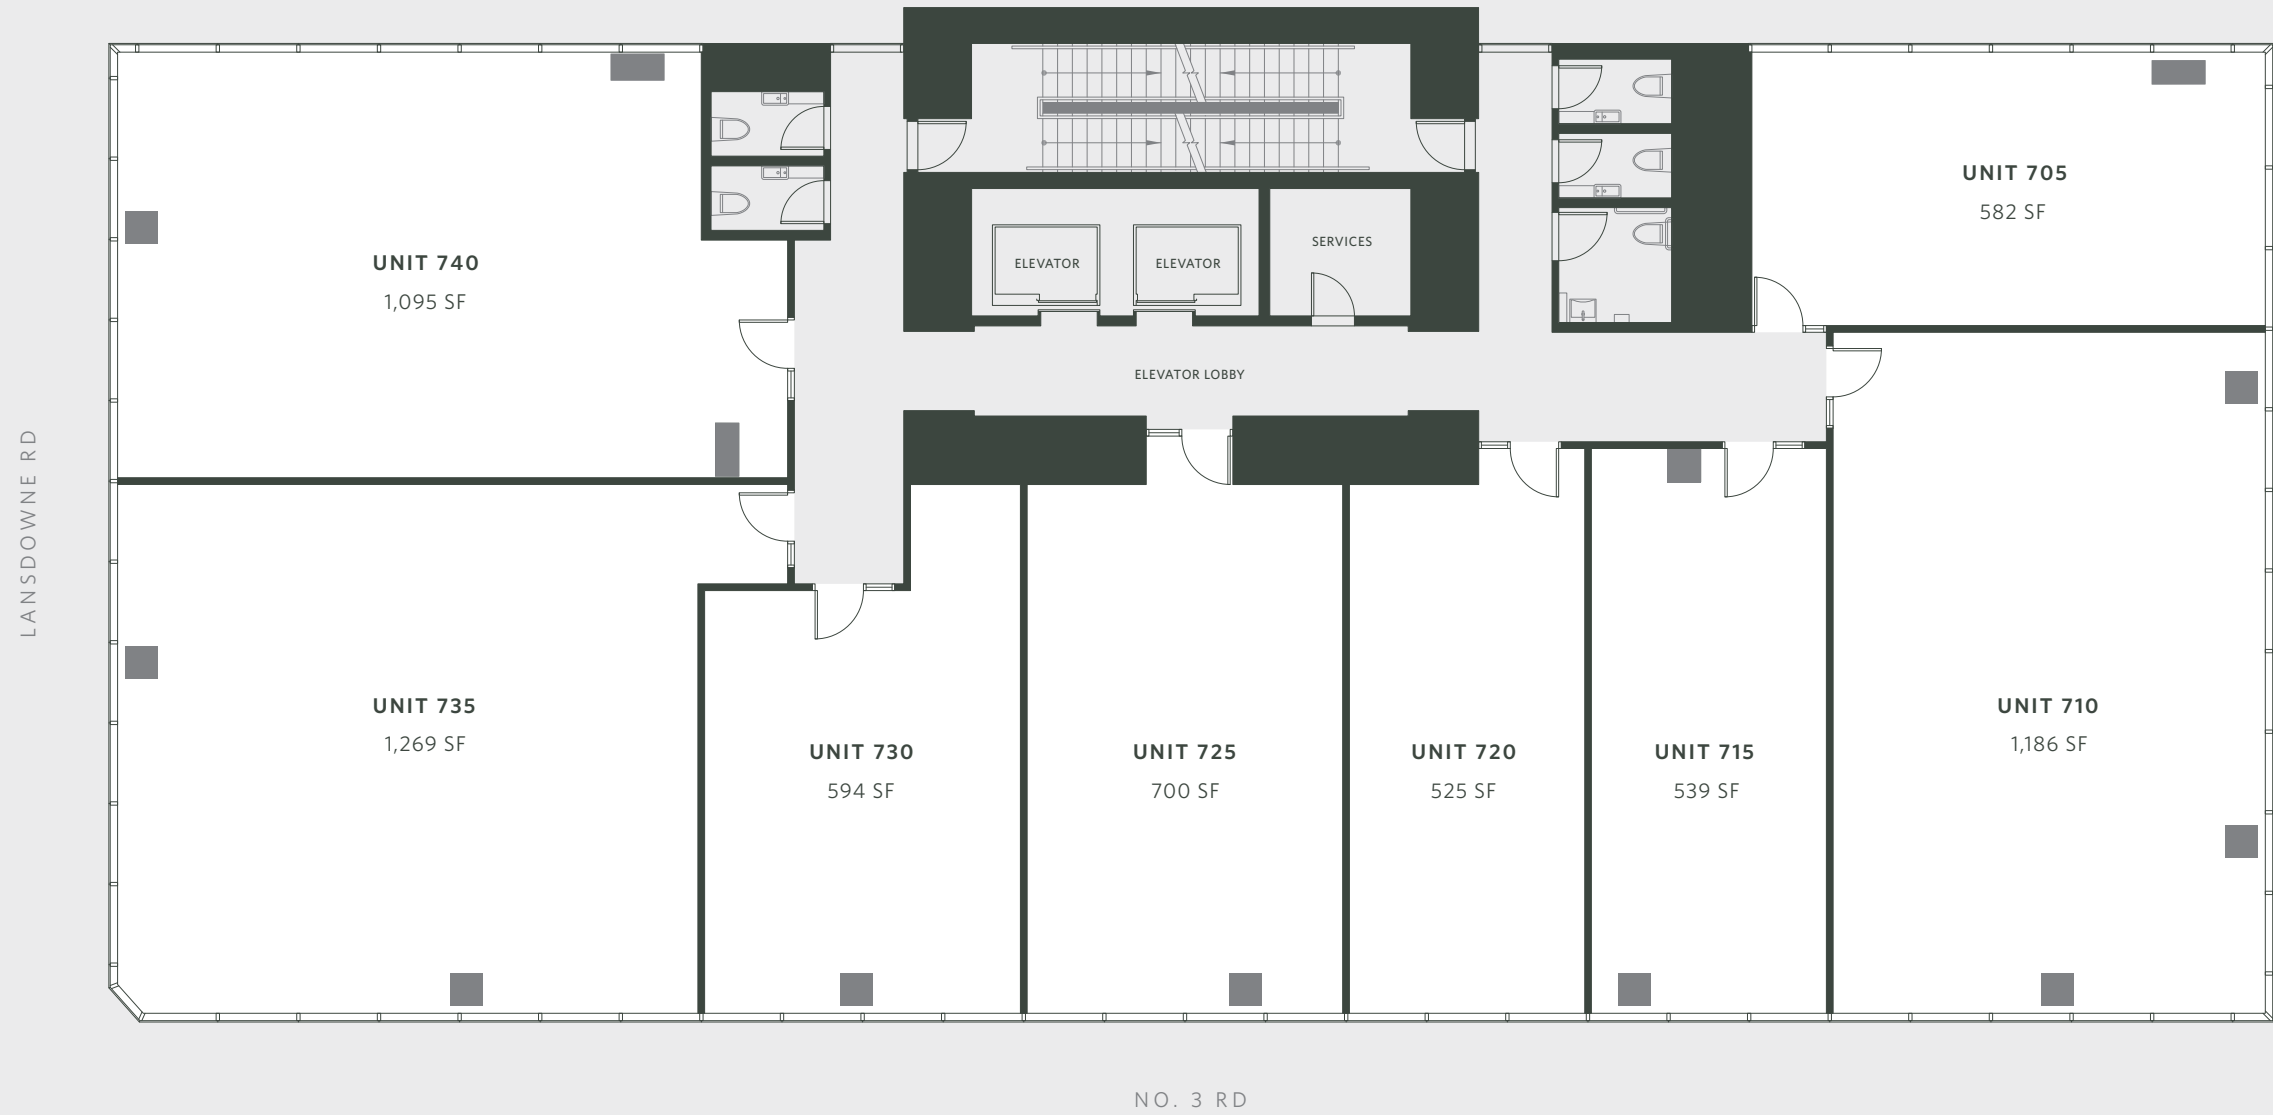 UNIT 705
582 SF
SERVICES
UNIT 740
1,095 SF
ELEVATOR
ELEVATOR
ELEVATOR LOBBY
LANSDOWNE RD
UNIT 735
1,269 SF
UNIT 710
1,186 SF
UNIT 730
594 SF
UNIT 725
700 SF
UNIT 720
525 SF
UNIT 715
539 SF
NO. 3 RD